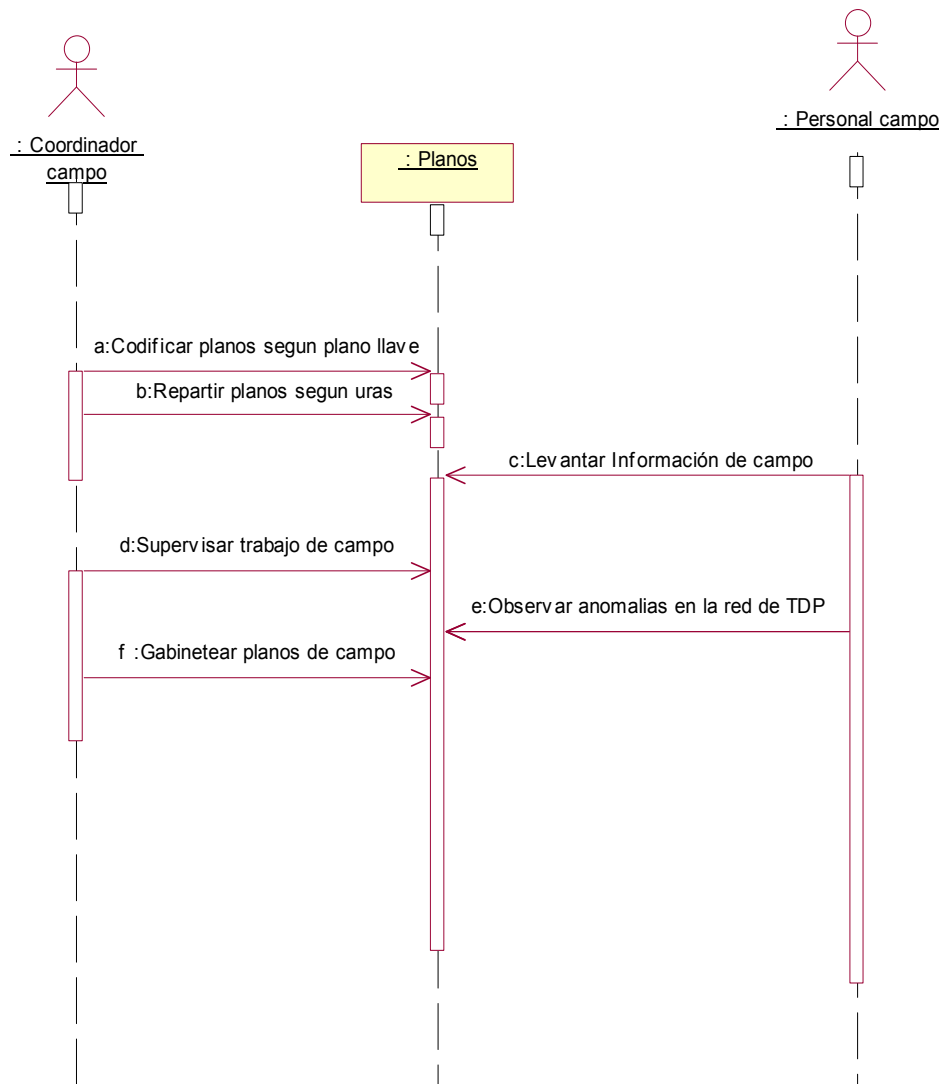 : Personal campo
: Coordinador
campo
: Planos
a:Codificar planos segun plano llave
b:Repartir planos segun uras
c:Levantar Información de campo
d:Supervisar trabajo de campo
e:Observar anomalias en la red de TDP
f :Gabinetear planos de campo